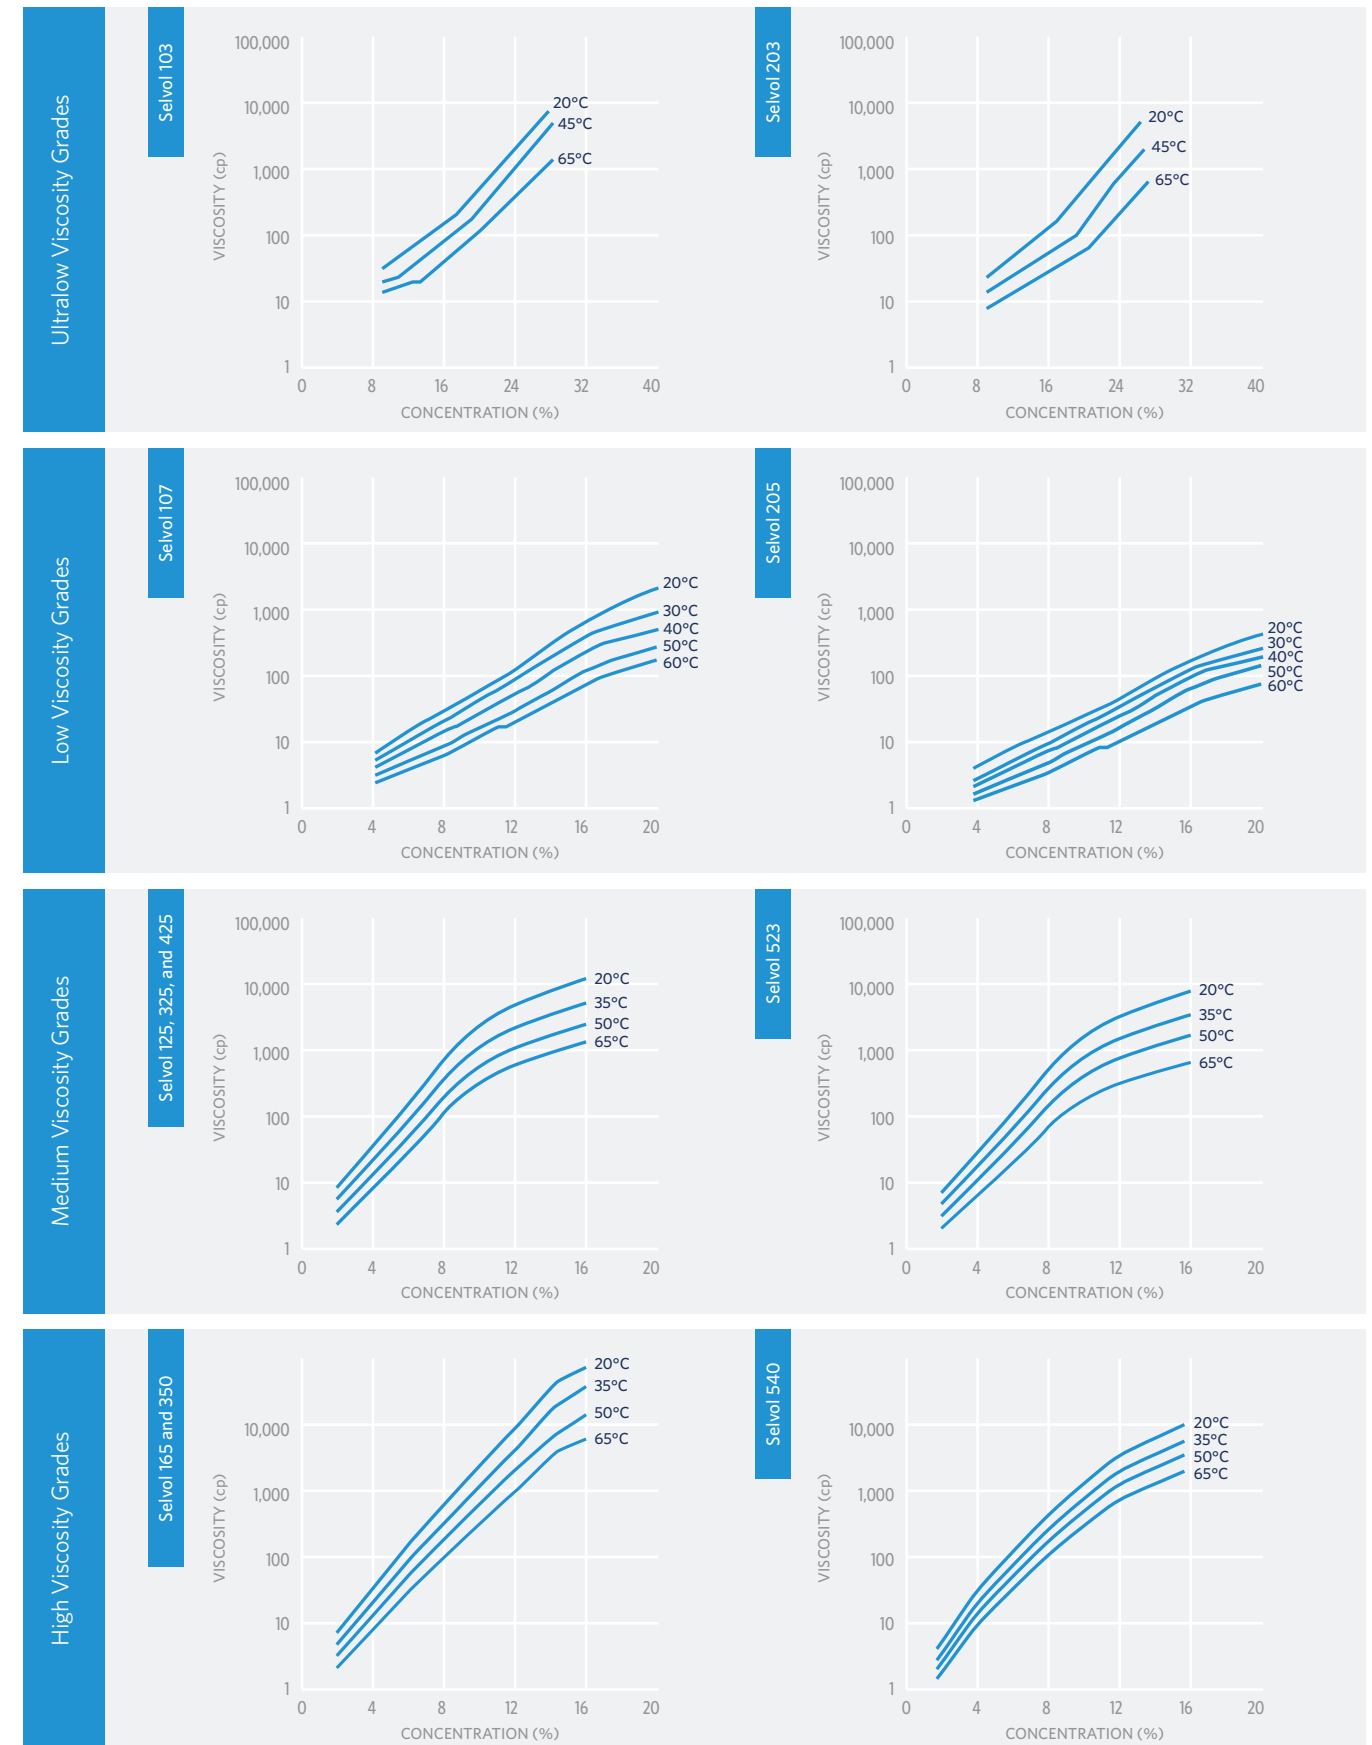 Ultralow Viscosity Grades
Selvol 103
VISCOSITY (cp)
100,000
10,000
1,000
100
10
1
20°C
45°C
65°C
0 8 16 24 32 40
CONCENTRATION (%)
Selvol 203
VISCOSITY (cp)
100,000
10,000
1,000
100
10
1
20°C
45°C
65°C
0 8 16 24 32 40
CONCENTRATION (%)
Low Viscosity Grades
Selvol 107
VISCOSITY (cp)
100,000
10,000
1,000
100
10
1
20°C
30°C
40°C
50°C
60°C
0 4 8 12 16 20
CONCENTRATION (%)
Selvol 205
VISCOSITY (cp)
100,000
10,000
1,000
100
10
1
20°C
30°C
40°C
50°C
60°C
0 4 8 12 16 20
CONCENTRATION (%)
Medium Viscosity Grades
Selvol 125, 325, and 425
VISCOSITY (cp)
100,000
10,000
1,000
100
10
1
20°C
35°C
50°C
65°C
0 4 8 12 16 20
CONCENTRATION (%)
Selvol 523
VISCOSITY (cp)
100,000
10,000
1,000
100
10
1
20°C
35°C
50°C
65°C
0 4 8 12 16 20
CONCENTRATION (%)
High Viscosity Grades
Selvol 165 and 350
VISCOSITY (cp)
10,000
1,000
100
10
1
20°C
35°C
50°C
65°C
0 4 8 12 16 20
CONCENTRATION (%)
Selvol 540
VISCOSITY (cp)
10,000
1,000
100
10
1
20°C
35°C
50°C
65°C
0 4 8 12 16 20
CONCENTRATION (%)